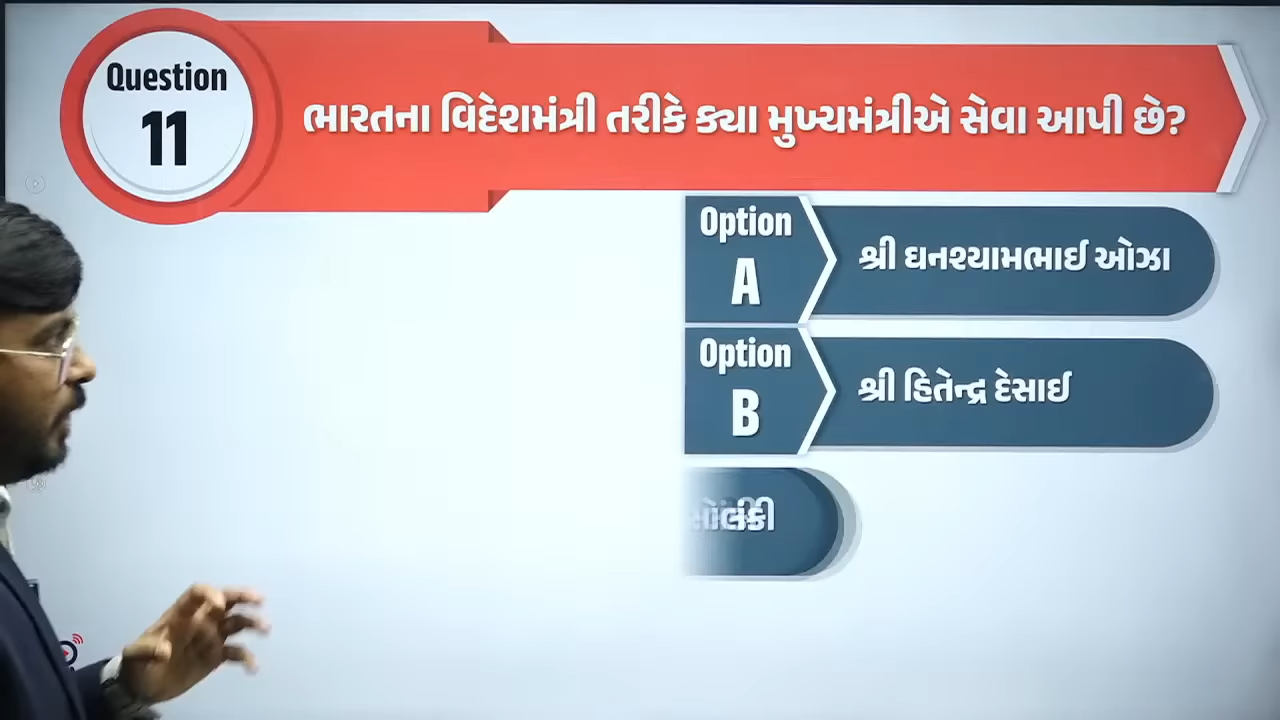 Question
11
ભારતના વિદેશમંત્રી તરીકે ક્યા મુખ્યમંત્રીએ સેવા આપી છે?
Option
A
શ્રી ઘનશ્યામભાઈ ઓઝા
Option
B
શ્રી હિતેન્દ્ર દેસાઈ
સોલંકી